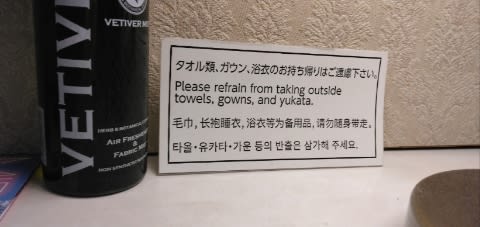 VETIVER
VETIVER
HERB & BOTANICAL
AIR FRESHENER
&
FABRIC MIST
タオル類、ガウン、浴衣のお持ち帰りはご遠慮下さい。
Please refrain from taking outside
towels, gowns, and yukata.
毛巾,长袍睡衣,浴衣等为备用品,请勿随身带走。
타올・유카타・가운 등의 반출은 삼가해 주세요.